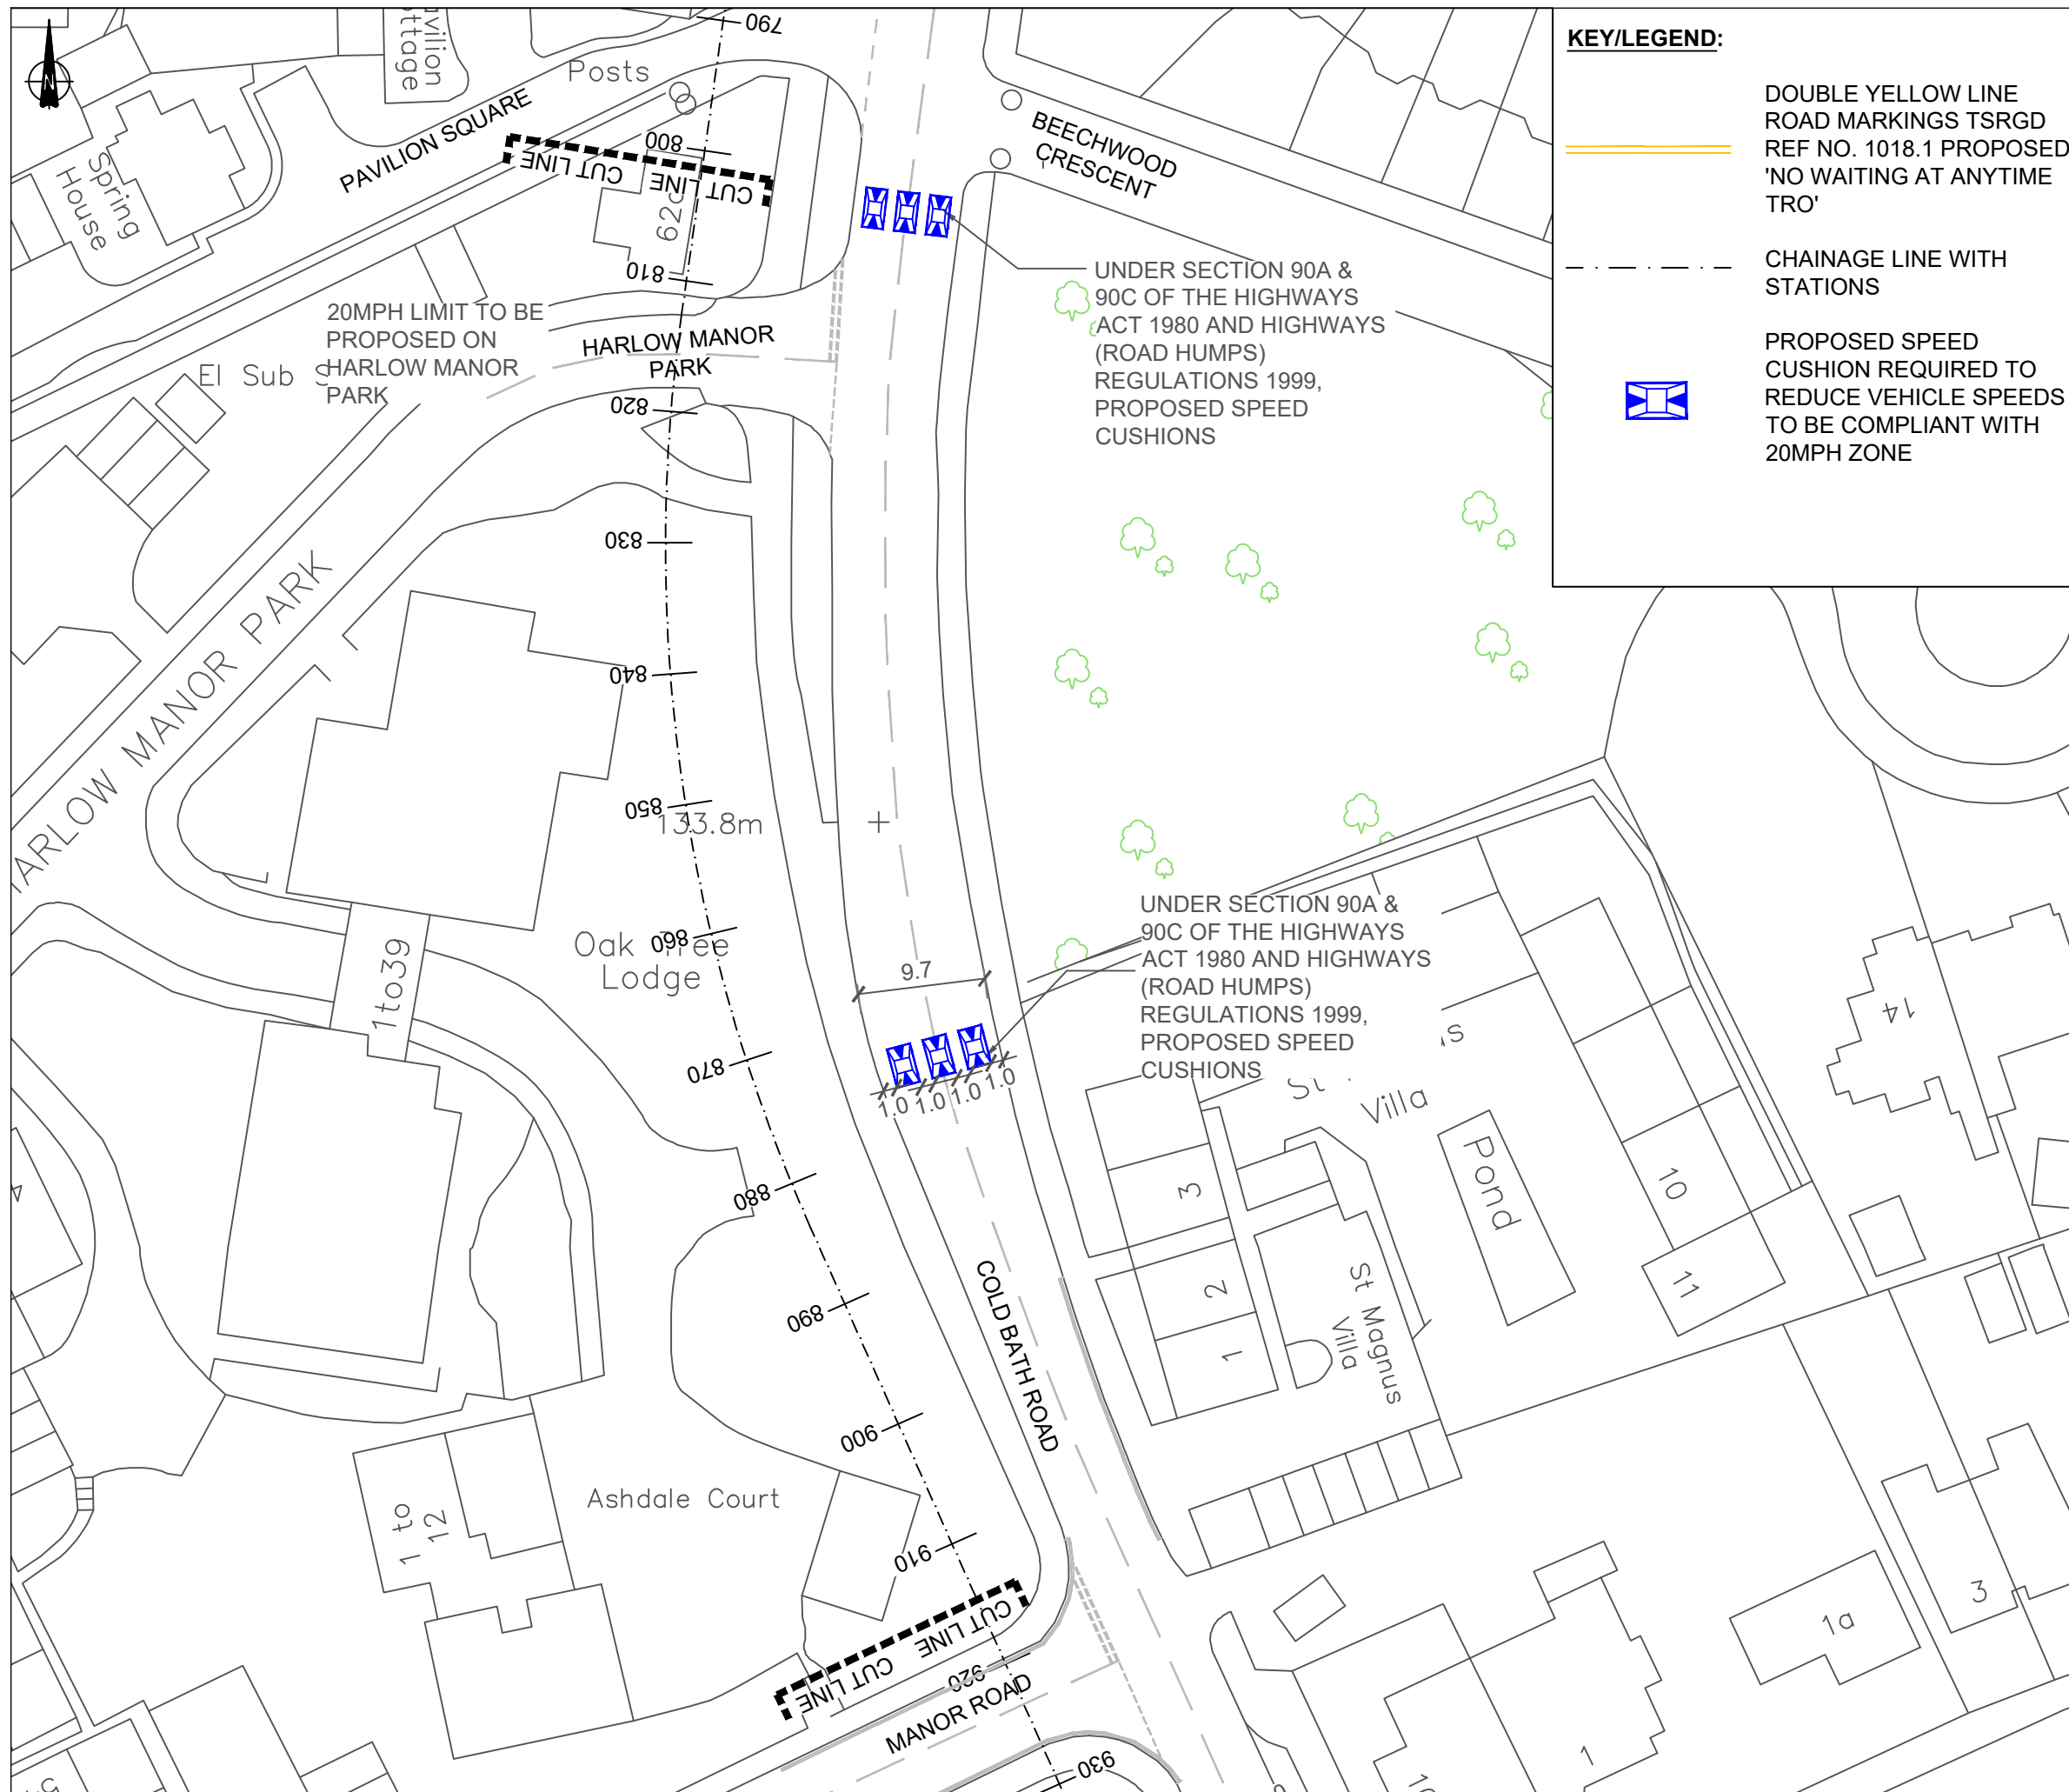 KEY/LEGEND:
DOUBLE YELLOW LINE
ROAD MARKINGS TSRGD
REF NO. 1018.1 PROPOSED
'NO WAITING AT ANYTIME
TRO'
CHAINAGE LINE WITH
STATIONS
PROPOSED SPEED
CUSHION REQUIRED TO
REDUCE VEHICLE SPEEDS
TO BE COMPLIANT WITH
20MPH ZONE
790
Posts
PAVILION SQUARE
Spring
House
CUT LINE CUT LINE
800
62a
810
BEECHWOOD
CRESCENT
UNDER SECTION 90A &
90C OF THE HIGHWAYS
ACT 1980 AND HIGHWAYS
(ROAD HUMPS)
REGULATIONS 1999,
PROPOSED SPEED
CUSHIONS
20MPH LIMIT TO BE
PROPOSED ON
HARLOW MANOR
PARK
HARLOW MANOR
PARK
El Sub S
820
830
HARLOW MANOR PARK
840
850
133.8m
860
Oak Tree
Lodge
1to39
9.7
UNDER SECTION 90A &
90C OF THE HIGHWAYS
ACT 1980 AND HIGHWAYS
(ROAD HUMPS)
REGULATIONS 1999,
PROPOSED SPEED
CUSHIONS
870
1.0 1.0 1.0 1.0
Villa
14
Pond
3
10
880
2
11
St Magnus
Villa
1
890
COLD BATH ROAD
900
Ashdale Court
1 to
12
910
CUT LINE CUT LINE
920
MANOR ROAD
930
1a
3
1